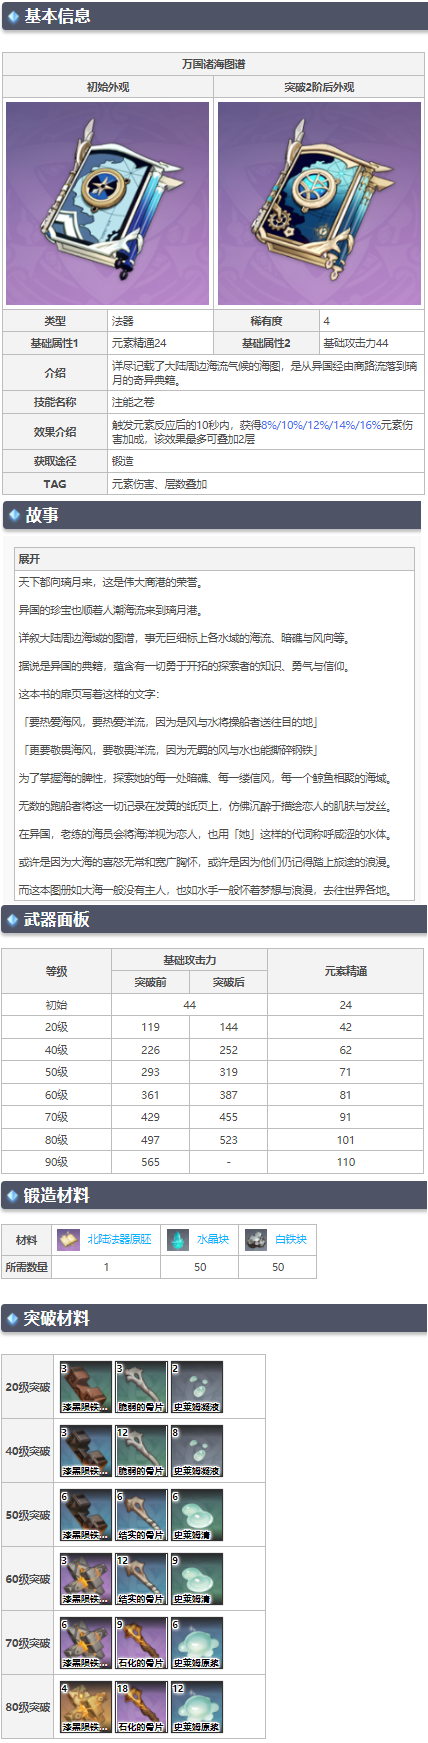 基本信息
万国诸海图谱
初始外观 突破2阶后外观
类型 法器 稀有度 4
基础属性1 元素精通24 基础属性2 基础攻击力44
介绍 详尽记载了大陆周边海流气候的海图，是从异国经由商路流落到璃
月的奇异典籍。
技能名称 注能之卷
效果介绍 触发元素反应后的10秒内，获得8%/10%/12%/14%/16%元素伤
害加成，该效果最多可叠加2层
获取途径 锻造
TAG 元素伤害、层数叠加
故事
展开
天下都向璃月来，这是伟大商港的荣誉。
异国的珍宝也顺着人潮海流来到璃月港。
详叙大陆周边海域的图谱，事无巨细标上各水域的海流、暗礁与风向等。
据说是异国的典籍，蕴含有一切勇于开拓的探索者的知识、勇气与信仰。
这本书的扉页写着这样的文字：
「要热爱海风，要热爱洋流，因为是风与水将操船者送往目的地」
「更要敬畏海风，要敬畏洋流，因为无羁的风与水也能撕碎钢铁」
为了掌握海的脾性，探索她的每一处暗礁、每一缕信风，每一个鲸鱼相聚的海域。
无数的跑船者将这一切记录在发黄的纸页上，仿佛沉醉于描绘恋人的肌肤与发丝。
在异国，老练的海员会将海洋视为恋人，也用「她」这样的代词称呼咸涩的水体。
或许是因为大海的喜怒无常和宽广胸怀，或许是因为他们仍记得踏上旅途的浪漫。
而这本图册如大海一般没有主人，也如水手一般怀着梦想与浪漫，去往世界各地。
武器面板
等级 基础攻击力 元素精通
突破前 突破后
初始 44 24
20级 119 144 42
40级 226 252 62
50级 293 319 71
60级 361 387 81
70级 429 455 91
80级 497 523 101
90级 565 - 110
锻造材料
材料 北陆法器原胚 水晶块 白铁块
所需数量 1 50 50
突破材料
20级突破 3 漆黑陨铁... 3 脆弱的骨片 2 史莱姆凝液
40级突破 3 漆黑陨铁... 12 脆弱的骨片 8 史莱姆凝液
50级突破 6 漆黑陨铁... 6 结实的骨片 6 史莱姆清
60级突破 3 漆黑陨铁... 12 结实的骨片 9 史莱姆清
70级突破 6 漆黑陨铁... 9 石化的骨片 6 史莱姆原浆
80级突破 4 漆黑陨铁... 18 石化的骨片 12 史莱姆原浆